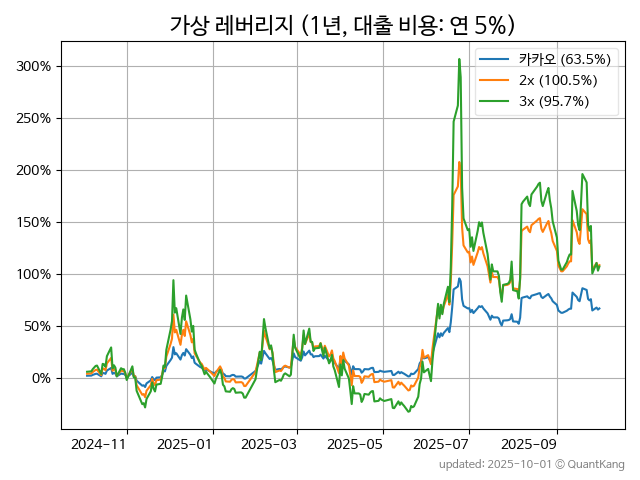 가상 레버리지 (1년, 대출 비용: 연 5%)
카카오 (63.5%)
2x (100.5%)
3x (95.7%)
300%
250%
200%
150%
100%
50%
0%
2024-11
2025-01
2025-03
2025-05
2025-07
2025-09
updated: 2025-10-01 © QuantKang